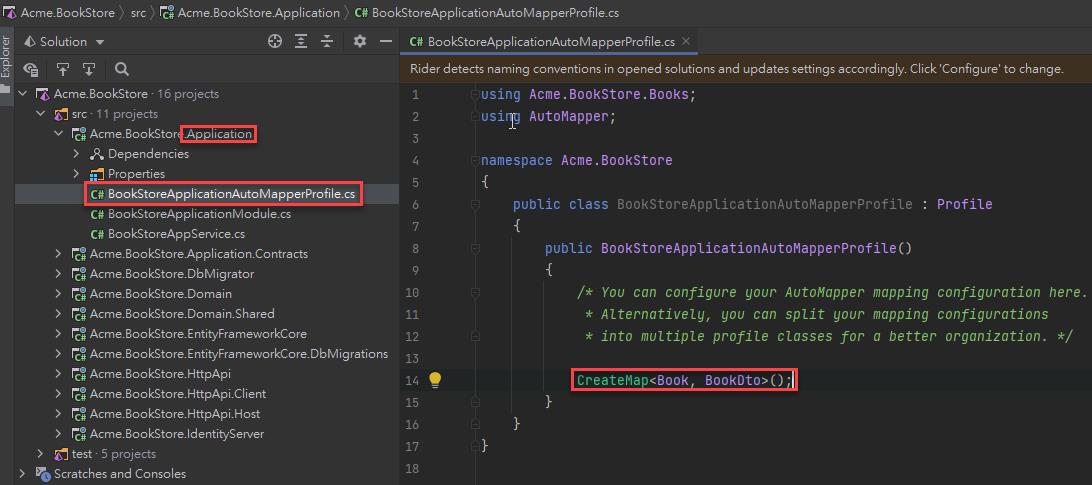 Acme.BookStore › src › Acme.BookStore.Application › C# BookStoreApplicationAutoMapperProfile.cs
Explorer
Solution
C# BookStoreApplicationAutoMapperProfile.cs ×
Rider detects naming conventions in opened solutions and updates settings accordingly. Click 'Configure' to change.
Acme.BookStore · 16 projects
src · 11 projects
Acme.BookStore.Application
Dependencies
Properties
C# BookStoreApplicationAutoMapperProfile.cs
C# BookStoreApplicationModule.cs
C# BookStoreAppService.cs
Acme.BookStore.Application.Contracts
Acme.BookStore.DbMigrator
Acme.BookStore.Domain
Acme.BookStore.Domain.Shared
Acme.BookStore.EntityFrameworkCore
Acme.BookStore.EntityFrameworkCore.DbMigrations
Acme.BookStore.HttpApi
Acme.BookStore.HttpApi.Client
Acme.BookStore.HttpApi.Host
Acme.BookStore.IdentityServer
test · 5 projects
Scratches and Consoles
1 using Acme.BookStore.Books;
2 using AutoMapper;
3
4 namespace Acme.BookStore
5 {
6 public class BookStoreApplicationAutoMapperProfile : Profile
7 {
8 public BookStoreApplicationAutoMapperProfile()
9 {
10 /* You can configure your AutoMapper mapping configuration here.
11 * Alternatively, you can split your mapping configurations
12 * into multiple profile classes for a better organization. */
13
14 CreateMap<Book, BookDto>();
15 }
16 }
17 }
18